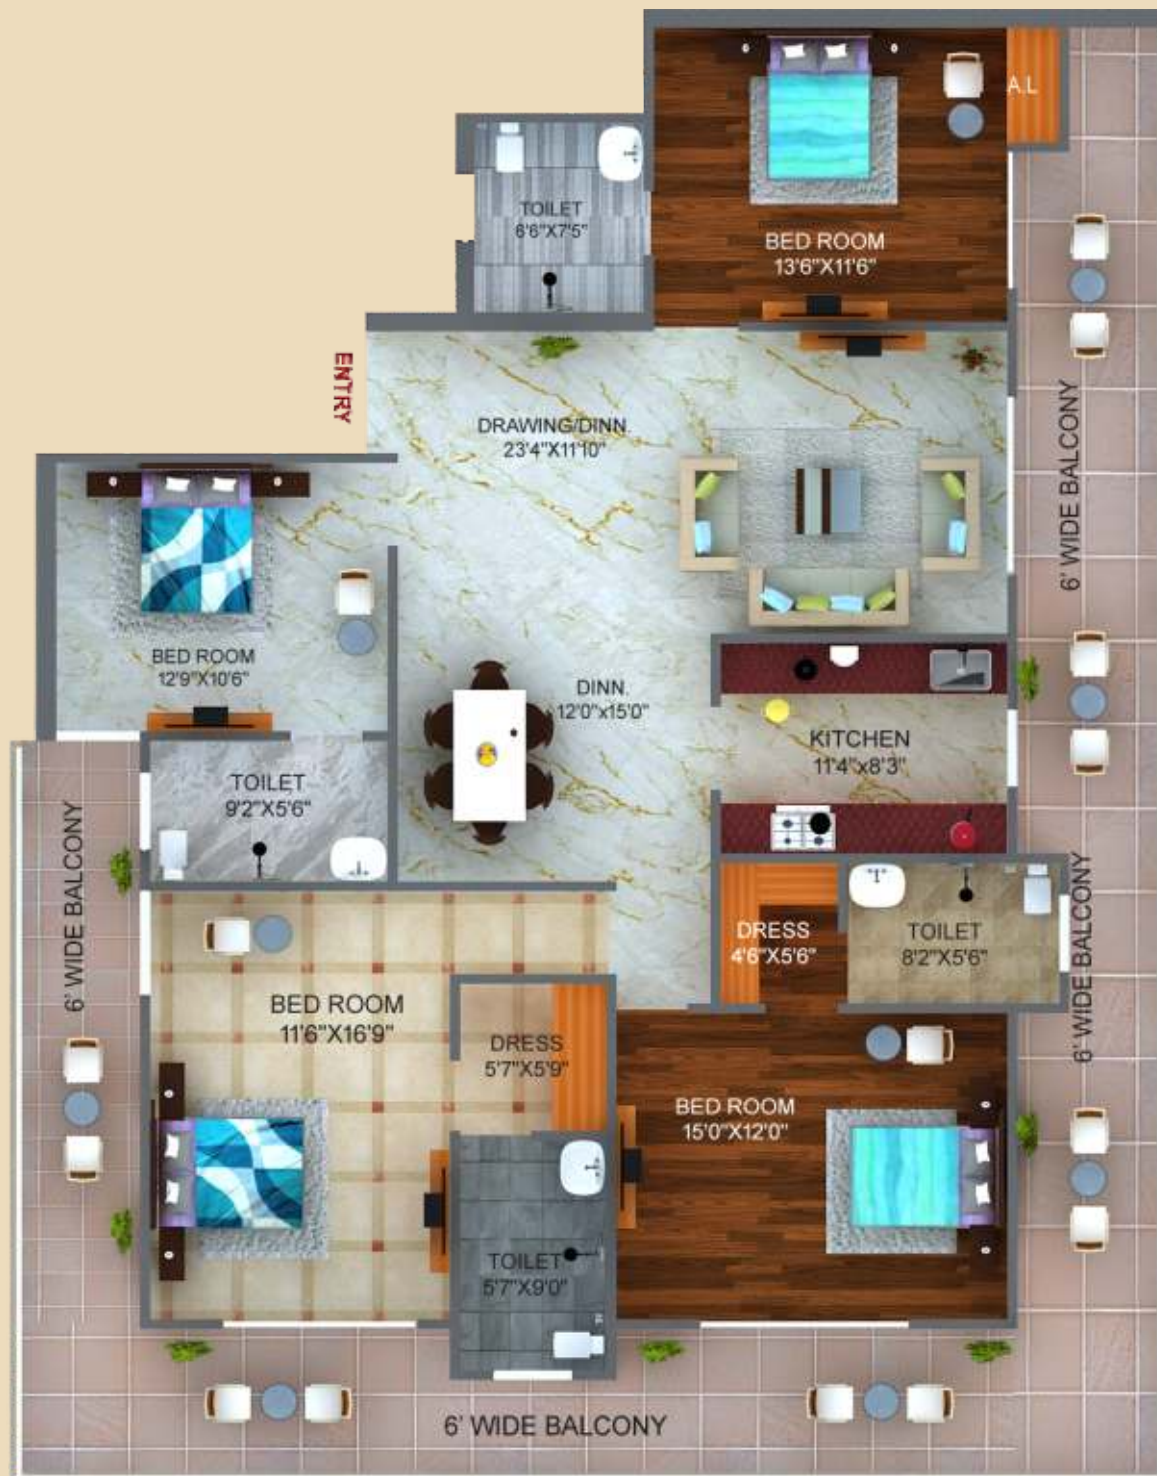 A.L
TOILET
6'6"X7'5"
BED ROOM
13'6"X11'6"
ENTRY
DRAWING/DINN.
23'4"X11'10"
6' WIDE BALCONY
BED ROOM
12'9"X10'6"
DINN.
12'0"x15'0"
KITCHEN
11'4"x8'3"
TOILET
9'2"X5'6"
6' WIDE BALCONY
DRESS
4'6"X5'6"
TOILET
8'2"X5'6"
6' WIDE BALCONY
BED ROOM
11'6"X16'9"
DRESS
5'7"X5'9"
BED ROOM
15'0"X12'0"
TOILET
5'7"X9'0"
6' WIDE BALCONY